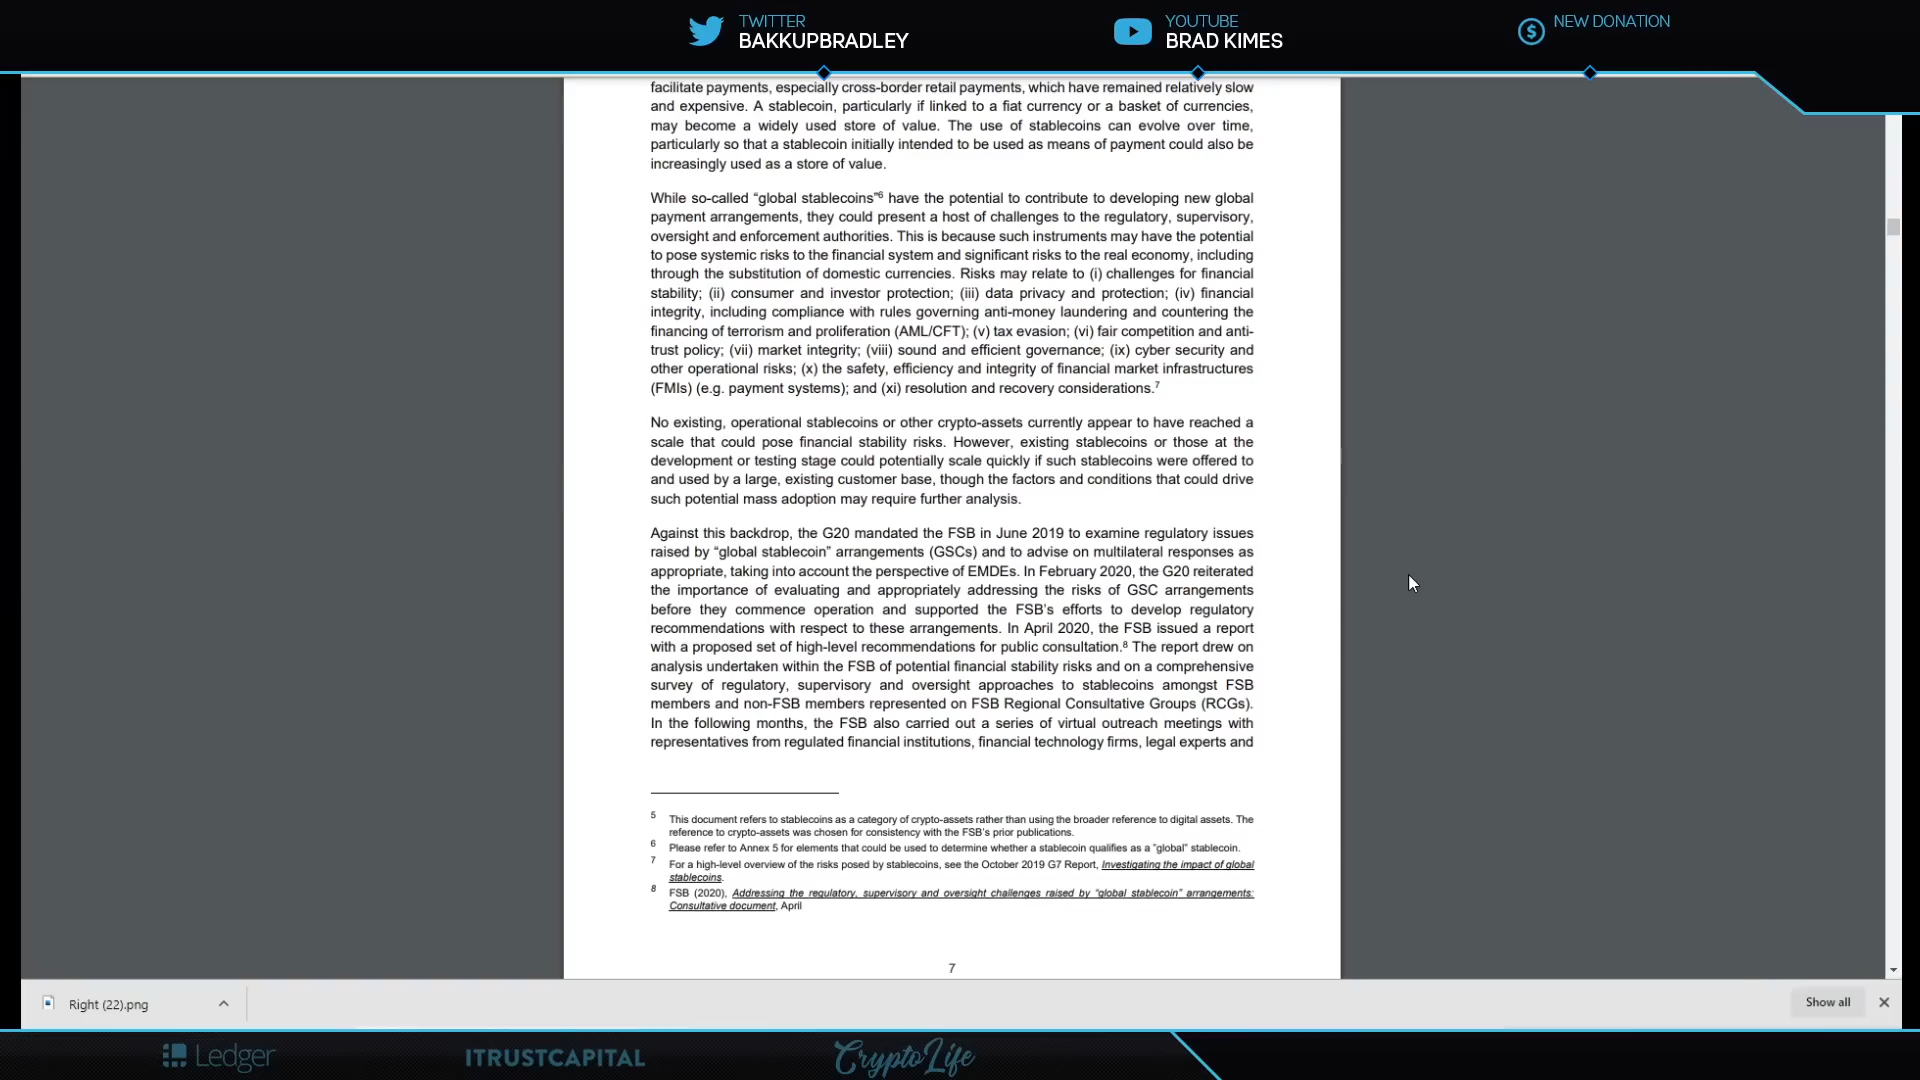 TWITTER
BAKKUPBRADLEY
YOUTUBE
BRAD KIMES
NEW DONATION
facilitate payments, especially cross-border retail payments, which have remained relatively slow
and expensive. A stablecoin, particularly if linked to a fiat currency or a basket of currencies,
may become a widely used store of value. The use of stablecoins can evolve over time,
particularly so that a stablecoin initially intended to be used as means of payment could also be
increasingly used as a store of value.
While so-called “global stablecoins”6 have the potential to contribute to developing new global
payment arrangements, they could present a host of challenges to the regulatory, supervisory,
oversight and enforcement authorities. This is because such instruments may have the potential
to pose systemic risks to the financial system and significant risks to the real economy, including
through the substitution of domestic currencies. Risks may relate to (i) challenges for financial
stability; (ii) consumer and investor protection; (iii) data privacy and protection; (iv) financial
integrity, including compliance with rules governing anti-money laundering and countering the
financing of terrorism and proliferation (AML/CFT); (v) tax evasion; (vi) fair competition and anti-
trust policy; (vii) market integrity; (viii) sound and efficient governance; (ix) cyber security and
other operational risks; (x) the safety, efficiency and integrity of financial market infrastructures
(FMIs) (e.g. payment systems); and (xi) resolution and recovery considerations.7
No existing, operational stablecoins or other crypto-assets currently appear to have reached a
scale that could pose financial stability risks. However, existing stablecoins or those at the
development or testing stage could potentially scale quickly if such stablecoins were offered to
and used by a large, existing customer base, though the factors and conditions that could drive
such potential mass adoption may require further analysis.
Against this backdrop, the G20 mandated the FSB in June 2019 to examine regulatory issues
raised by “global stablecoin” arrangements (GSCs) and to advise on multilateral responses as
appropriate, taking into account the perspective of EMDEs. In February 2020, the G20 reiterated
the importance of evaluating and appropriately addressing the risks of GSC arrangements
before they commence operation and supported the FSB’s efforts to develop regulatory
recommendations with respect to these arrangements. In April 2020, the FSB issued a report
with a proposed set of high-level recommendations for public consultation.8 The report drew on
analysis undertaken within the FSB of potential financial stability risks and on a comprehensive
survey of regulatory, supervisory and oversight approaches to stablecoins amongst FSB
members and non-FSB members represented on FSB Regional Consultative Groups (RCGs).
In the following months, the FSB also carried out a series of virtual outreach meetings with
representatives from regulated financial institutions, financial technology firms, legal experts and
5 This document refers to stablecoins as a category of crypto-assets rather than using the broader reference to digital assets. The
reference to crypto-assets was chosen for consistency with the FSB’s prior publications.
6 Please refer to Annex 5 for elements that could be used to determine whether a stablecoin qualifies as a “global” stablecoin.
7 For a high-level overview of the risks posed by stablecoins, see the October 2019 G7 Report, Investigating the impact of global
stablecoins.
8 FSB (2020), Addressing the regulatory, supervisory and oversight challenges raised by “global stablecoin” arrangements:
Consultative document, April
7
Right (22).png
Show all
Ledger
ITRUSTCAPITAL
CryptoLife